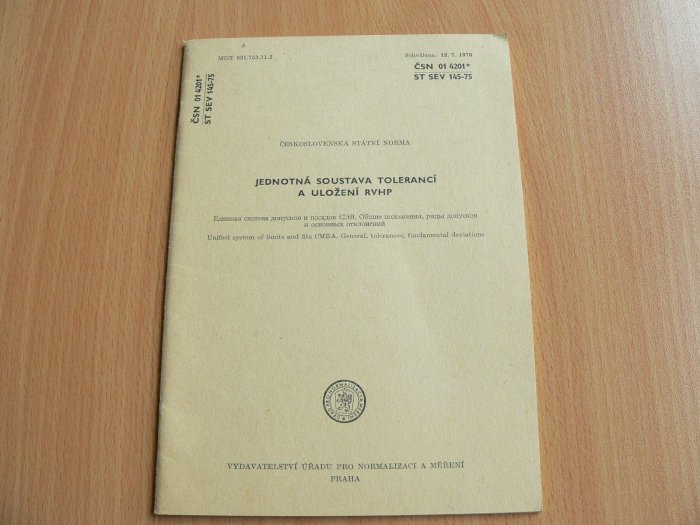 MDT 621.753.11.2
Schválena: 12. 7. 1976
ČSN 01 4201*
ST SEV 145-75
ČSN 01 4201*
ST SEV 145-75
ČESKOSLOVENSKÁ STÁTNÍ NORMA
JEDNOTNÁ SOUSTAVA TOLERANCÍ
A ULOŽENÍ RVHP
Единная система допусков и посадок СЭВ. Общие положения, ряды допусков
и основных отклонений
Unified system of limits and fits CMEA. General, tolerances, fundamental deviations
VYDAVATELSTVÍ ÚŘADU PRO NORMALIZACI A MĚŘENÍ
PRAHA